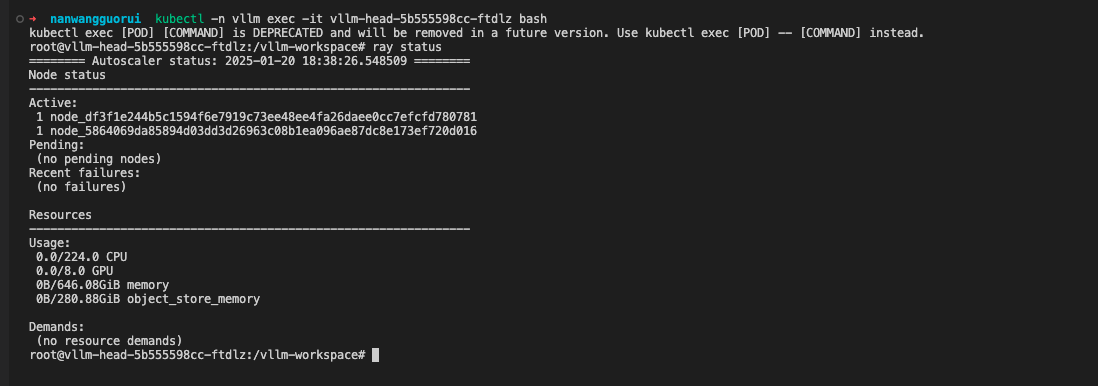 → nanwangguorui kubectl -n vllm exec -it vllm-head-5b555598cc-ftdlz bash
kubectl exec [POD] [COMMAND] is DEPRECATED and will be removed in a future version. Use kubectl exec [POD] -- [COMMAND] instead.
root@vllm-head-5b555598cc-ftdlz:/vllm-workspace# ray status
======== Autoscaler status: 2025-01-20 18:38:26.548509 ========
Node status
---------------------------------------------------------------
Active:
 1 node_df3f1e244b5c1594f6e7919c73ee48ee4fa26daee0cc7efcfd780781
 1 node_5864069da85894d03dd3d26963c08b1ea096ae87dc8e173ef720d016
Pending:
 (no pending nodes)
Recent failures:
 (no failures)
Resources
---------------------------------------------------------------
Usage:
 0.0/224.0 CPU
 0.0/8.0 GPU
 0B/646.08GiB memory
 0B/280.88GiB object_store_memory
Demands:
 (no resource demands)
root@vllm-head-5b555598cc-ftdlz:/vllm-workspace#